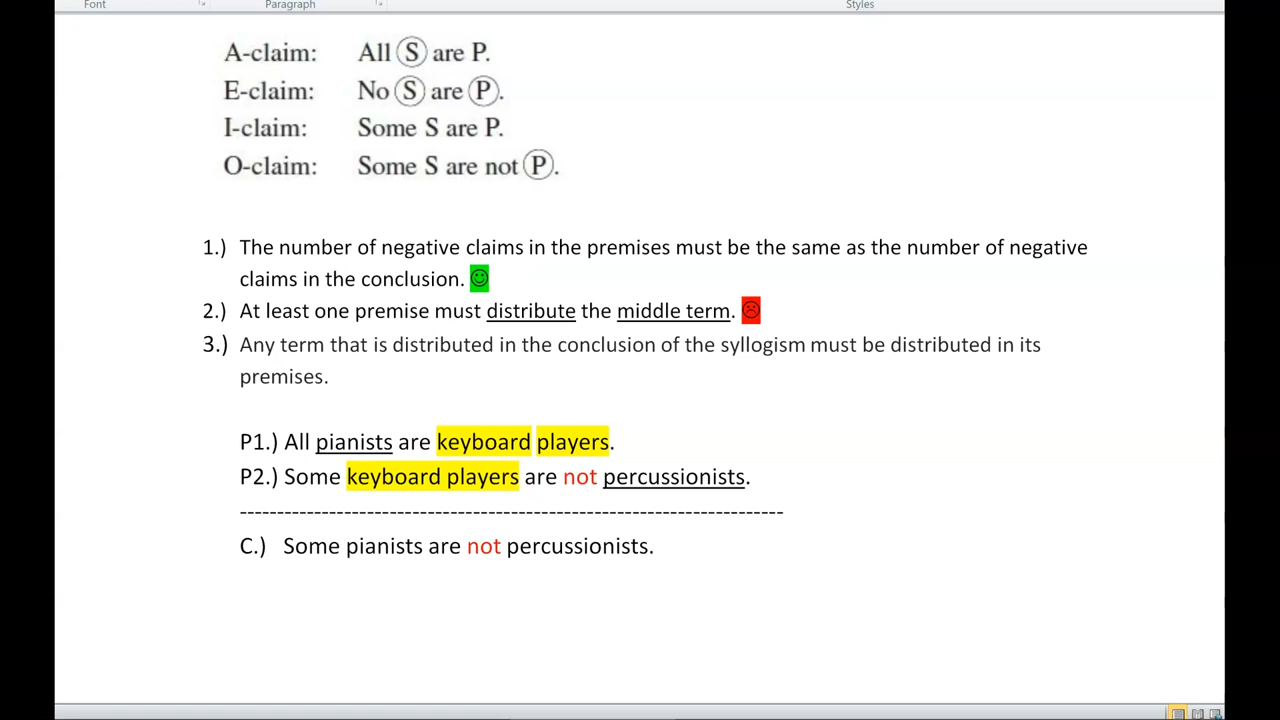 Font Paragraph Styles
A-claim: All S are P.
E-claim: No S are P.
I-claim: Some S are P.
O-claim: Some S are not P.
1.) The number of negative claims in the premises must be the same as the number of negative
claims in the conclusion. ☺
2.) At least one premise must distribute the middle term. ☹
3.) Any term that is distributed in the conclusion of the syllogism must be distributed in its
premises.
P1.) All pianists are keyboard players.
P2.) Some keyboard players are not percussionists.
--------------------------------------------------------------------------
C.) Some pianists are not percussionists.